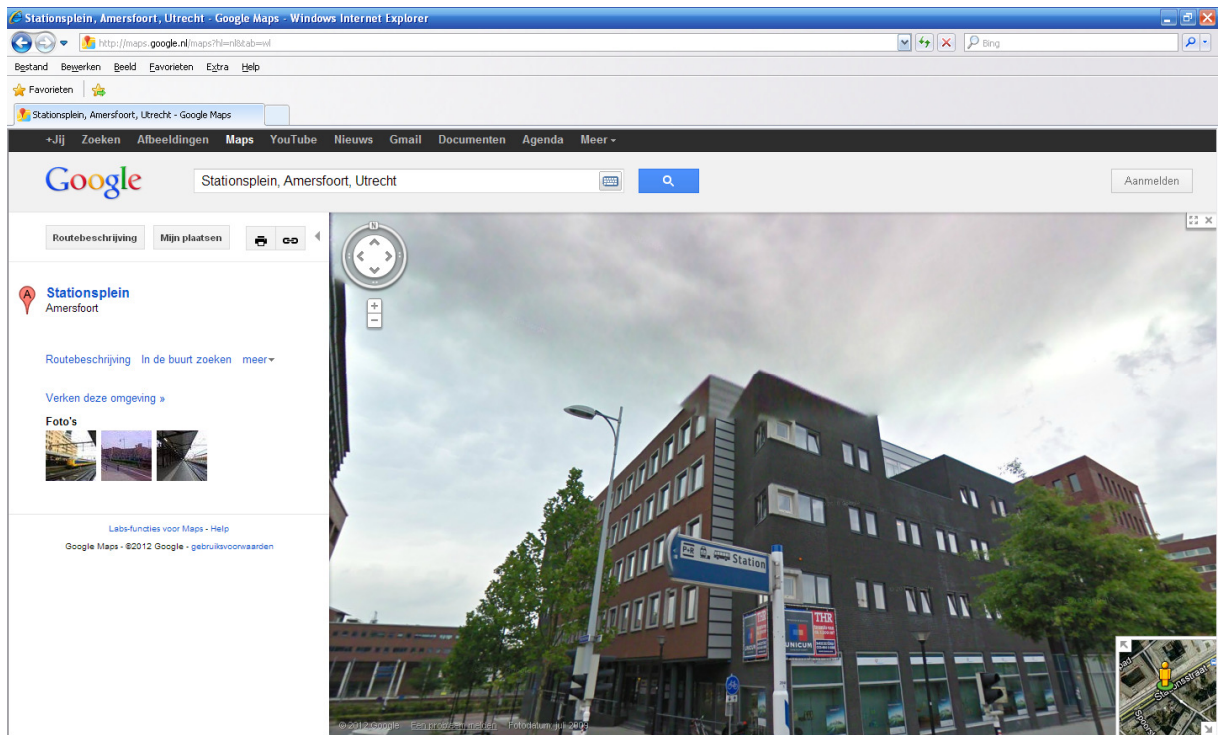 Stationsplein, Amersfoort, Utrecht - Google Maps - Windows Internet Explorer
http://maps.google.nl/maps?hl=nl&tab=wl
Bing
Bestand Bewerken Beeld Favorieten Extra Help
Favorieten
Stationsplein, Amersfoort, Utrecht - Google Maps
+Jij Zoeken Afbeeldingen Maps YouTube Nieuws Gmail Documenten Agenda Meer
Google
Stationsplein, Amersfoort, Utrecht
Aanmelden
Routebeschrijving Mijn plaatsen
N
A
Stationsplein
Amersfoort
Routebeschrijving In de buurt zoeken meer
Verken deze omgeving »
Foto's
Labs-functies voor Maps - Help
Google Maps - ©2012 Google - gebruiksvoorwaarden
P+R Station
THR
UNICUM
Stationsstraat
© 2012 Google Een probleem melden Fotodatum: juli 2009